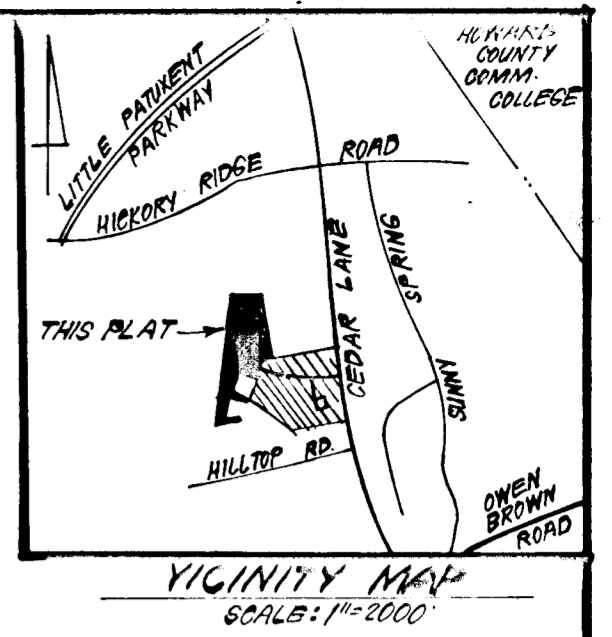 HOWARD
COUNTY
COMM.
COLLEGE
LITTLE PATUXENT
PARKWAY
HICKORY RIDGE ROAD
CEDAR LANE
SPRING
SUNNY
THIS PLAT
HILLTOP RD.
OWEN
BROWN
ROAD
VICINITY MAP
SCALE: 1"=2000'